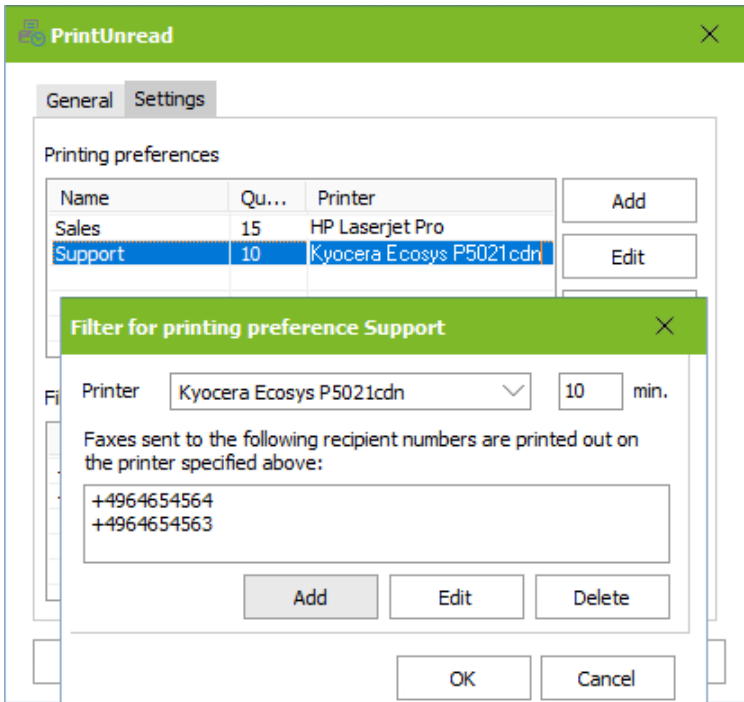 PrintUnread
General Settings
Printing preferences
Name Qu... Printer
Add
Sales 15 HP Laserjet Pro
Support 10 Kyocera Ecosys P5021cdn
Edit
Filter for printing preference Support
Fi
Printer Kyocera Ecosys P5021cdn 10 min.
Faxes sent to the following recipient numbers are printed out on
the printer specified above:
+4964654564
+4964654563
Add Edit Delete
OK Cancel